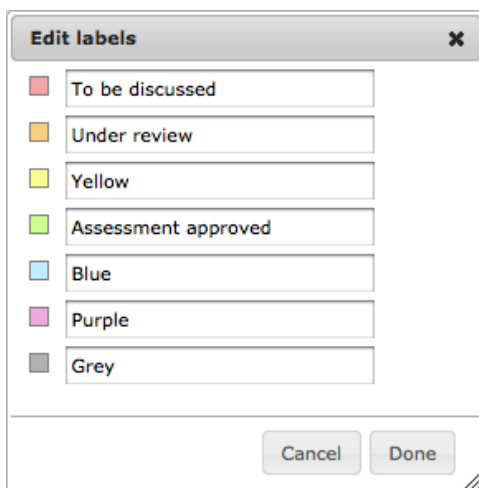 Edit labels
To be discussed
Under review
Yellow
Assessment approved
Blue
Purple
Grey
Cancel Done